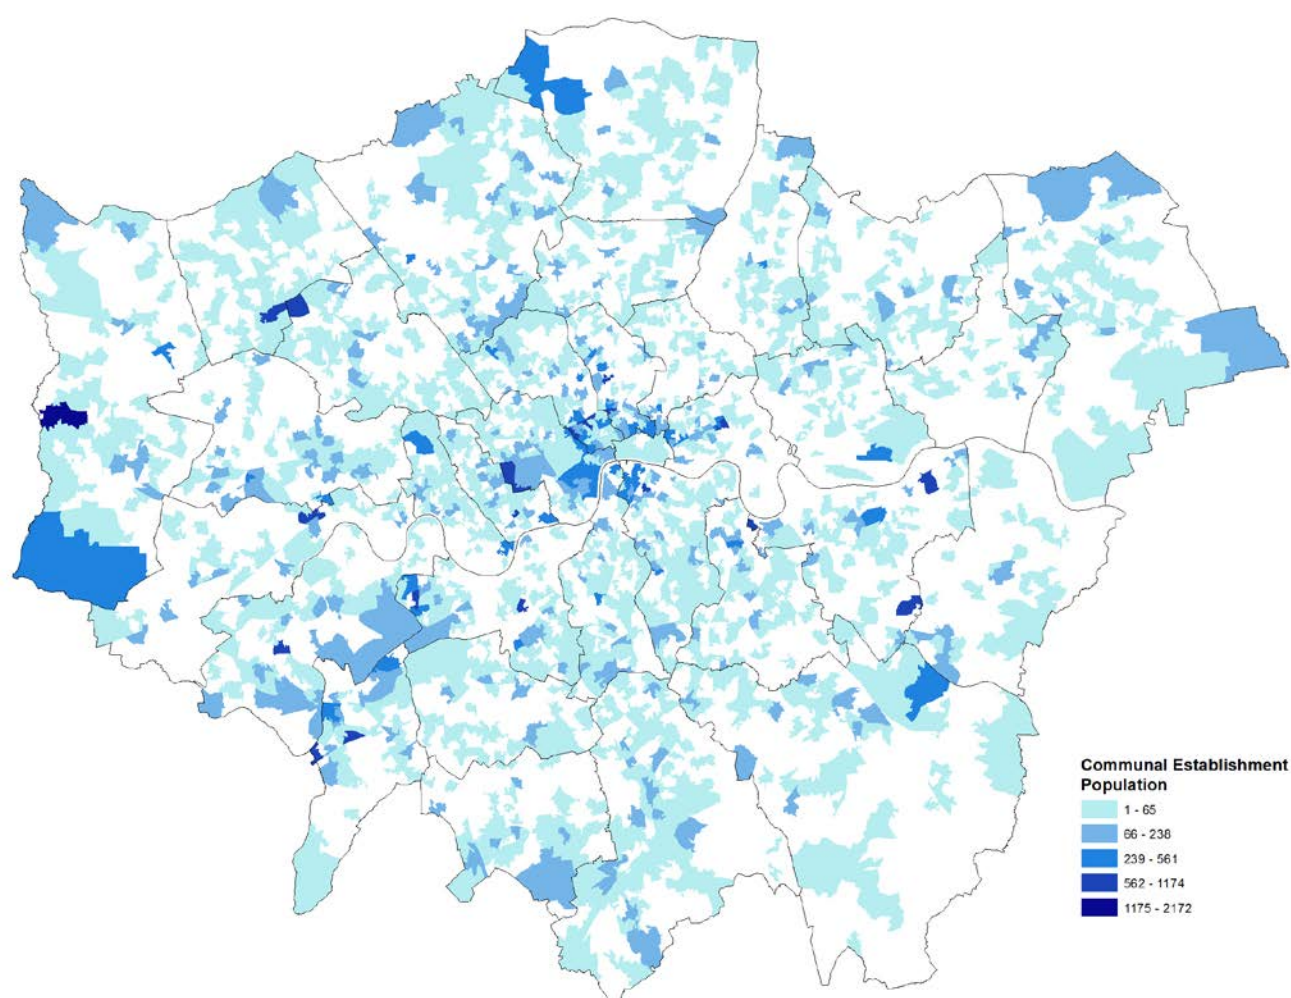 Communal Establishment
Population
1 - 65
66 - 238
239 - 561
562 - 1174
1175 - 2172